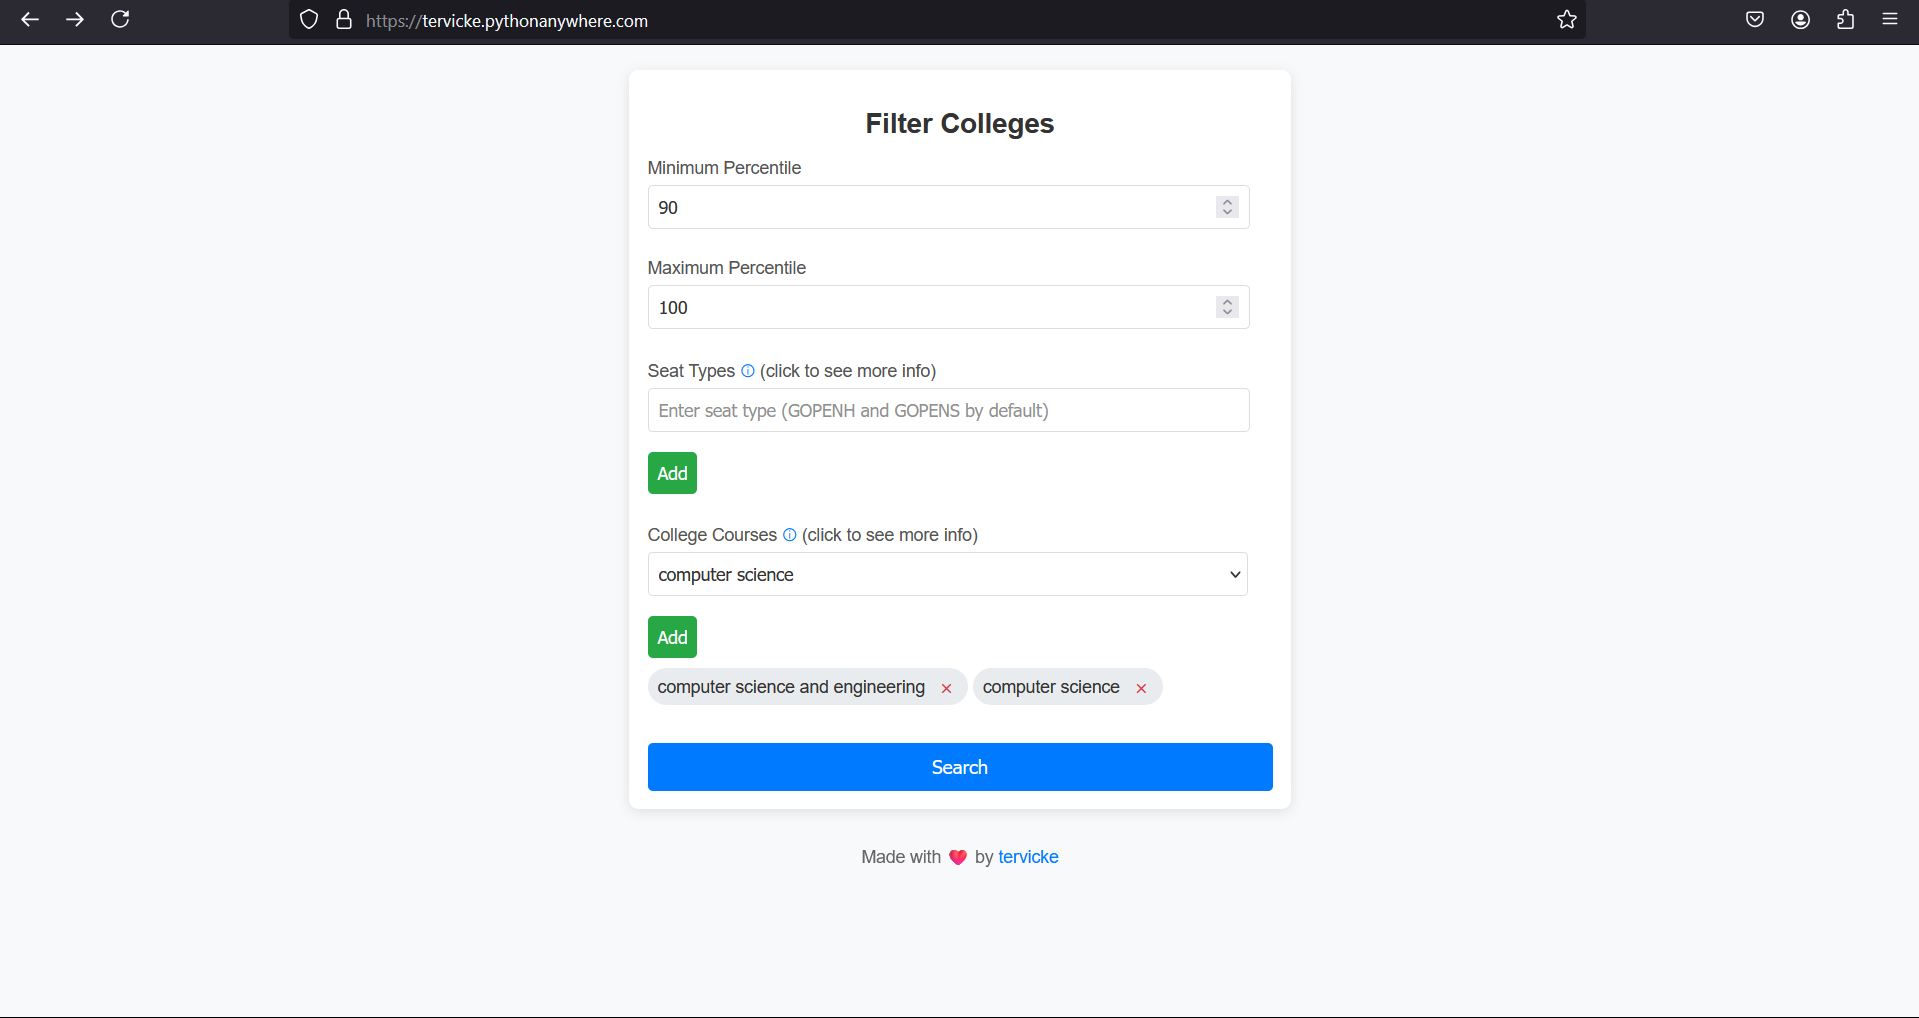 https://tervicke.pythonanywhere.com
Filter Colleges
Minimum Percentile
90
Maximum Percentile
100
Seat Types ⓘ (click to see more info)
Enter seat type (GOPENH and GOPENS by default)
Add
College Courses ⓘ (click to see more info)
computer science
Add
computer science and engineering × computer science ×
Search
Made with ❤️ by tervicke